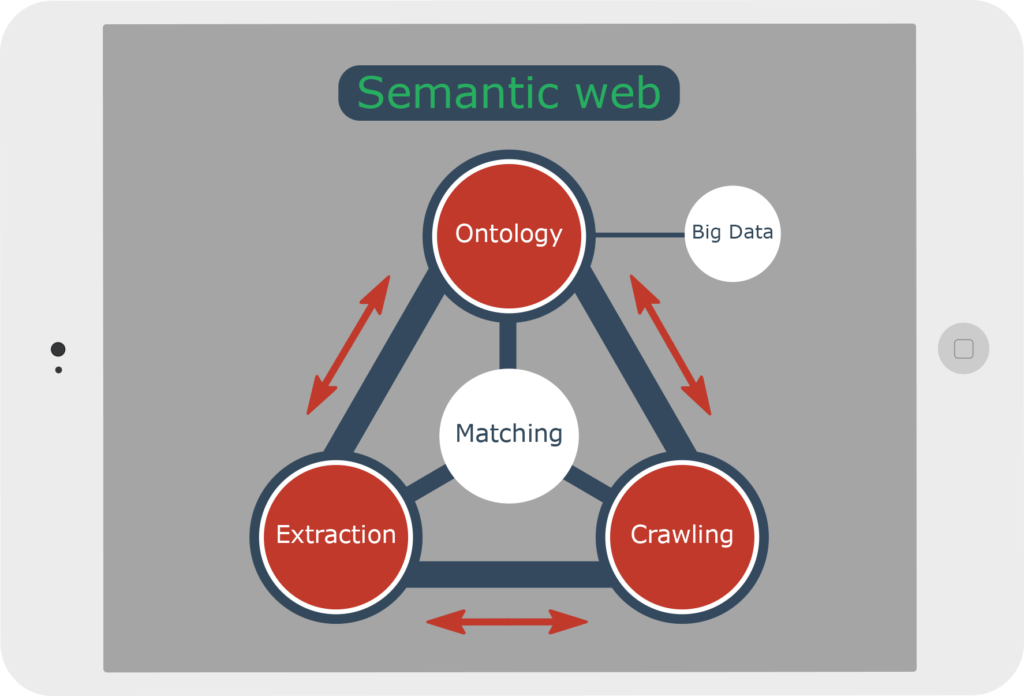 Semantic web
Ontology
Big Data
Matching
Extraction
Crawling